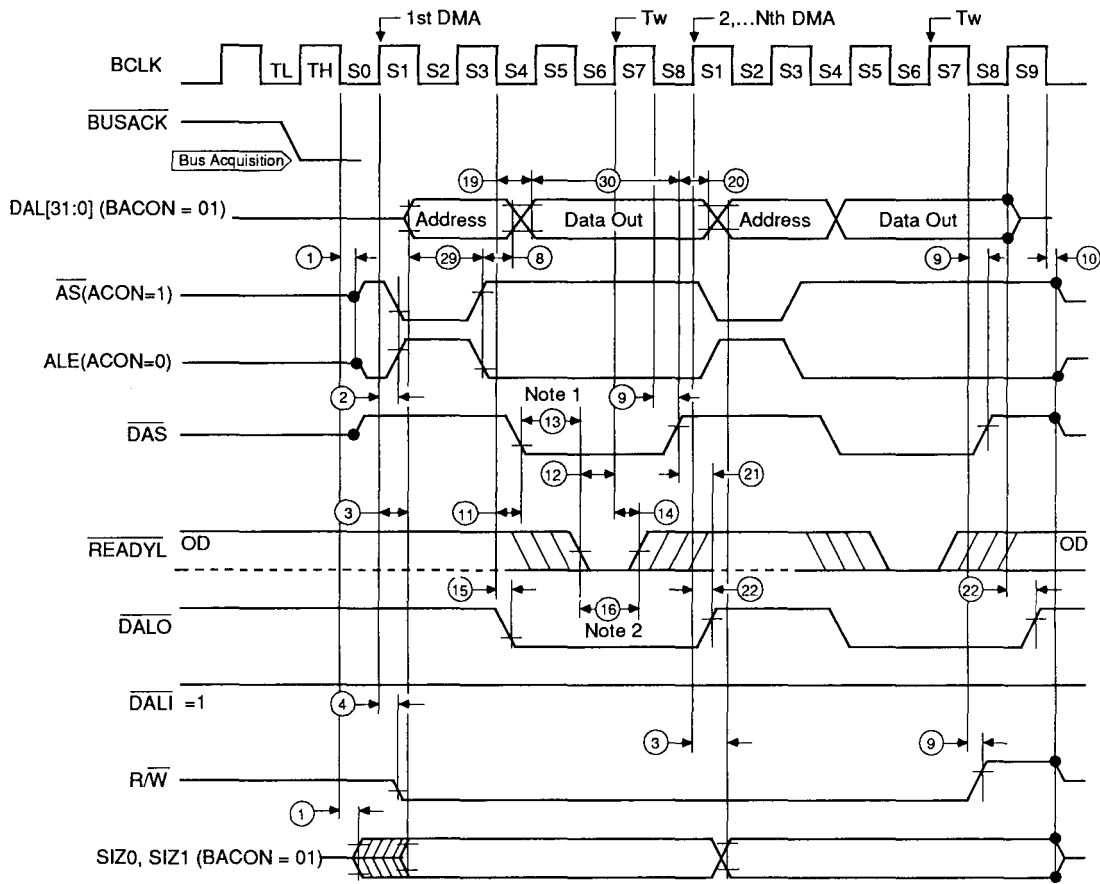 1st DMA Tw 2,...Nth DMA Tw
BCLK TL TH S0 S1 S2 S3 S4 S5 S6 S7 S8 S1 S2 S3 S4 S5 S6 S7 S8 S9
BUSACK
Bus Acquisition
19 30 20
DAL[31:0] (BACON = 01) Address Data Out Address Data Out
1 29 8 9 10
AS(ACON=1)
ALE(ACON=0)
2 Note 1 9
13
DAS
12 21
3 11 14
READYL OD OD
15 22 22
16
DALO Note 2
DALI =1
4
3 9
R/W
1
SIZ0, SIZ1 (BACON = 01)